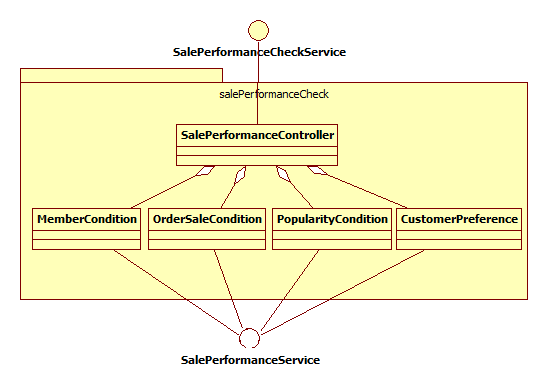 SalePerformanceCheckService
salePerformanceCheck
SalePerformanceController
MemberCondition
OrderSaleCondition
PopularityCondition
CustomerPreference
SalePerformanceService